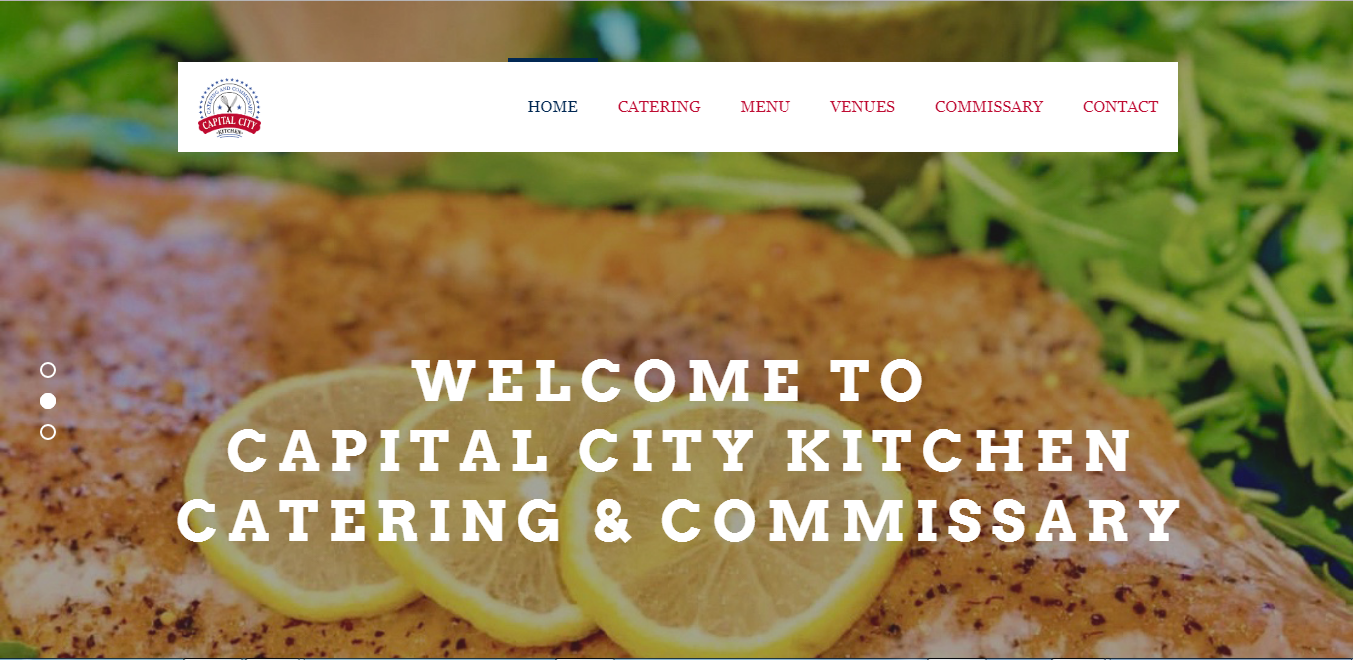 CATERING AND COMMISSARY
CAPITAL CITY
KITCHEN
HOME CATERING MENU VENUES COMMISSARY CONTACT
WELCOME TO
CAPITAL CITY KITCHEN
CATERING & COMMISSARY